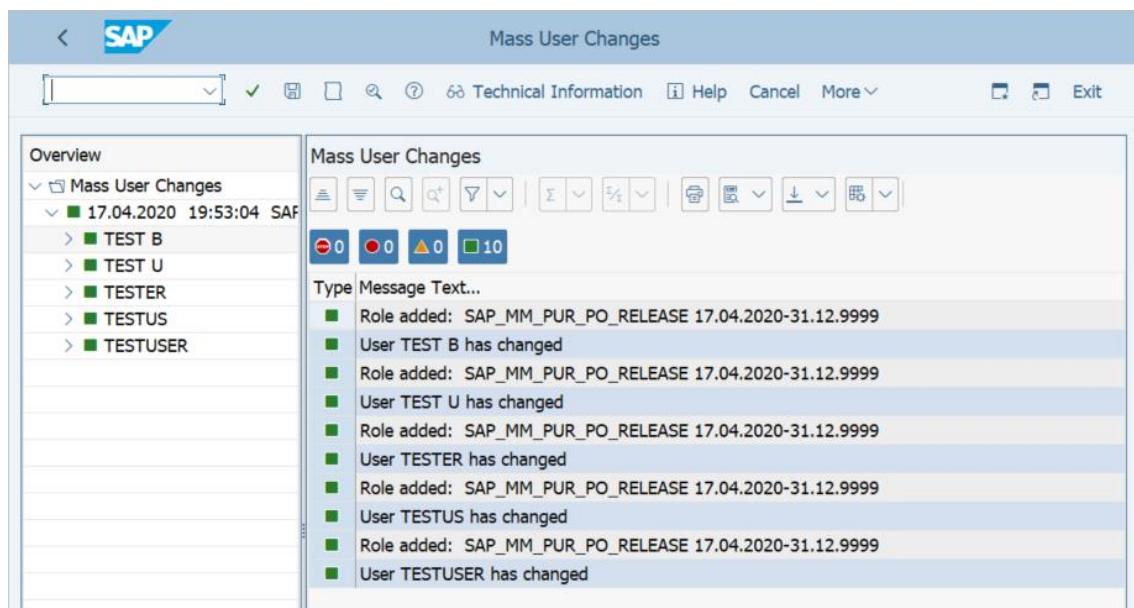 SAP
Mass User Changes
Technical Information Help Cancel More Exit
Overview
Mass User Changes
17.04.2020 19:53:04 SAP
TEST B
TEST U
TESTER
TESTUS
TESTUSER
Mass User Changes
0 0 0 10
Type Message Text...
Role added: SAP_MM_PUR_PO_RELEASE 17.04.2020-31.12.9999
User TEST B has changed
Role added: SAP_MM_PUR_PO_RELEASE 17.04.2020-31.12.9999
User TEST U has changed
Role added: SAP_MM_PUR_PO_RELEASE 17.04.2020-31.12.9999
User TESTER has changed
Role added: SAP_MM_PUR_PO_RELEASE 17.04.2020-31.12.9999
User TESTUS has changed
Role added: SAP_MM_PUR_PO_RELEASE 17.04.2020-31.12.9999
User TESTUSER has changed